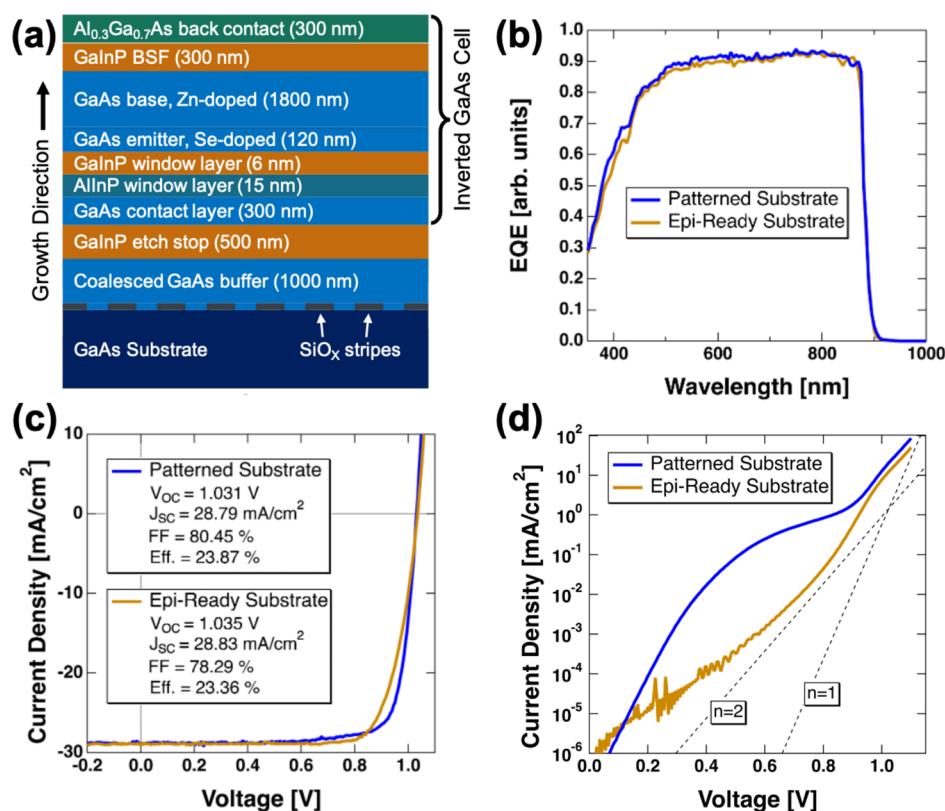 (a)
Al0.3Ga0.7As back contact (300 nm)
GaInP BSF (300 nm)
GaAs base, Zn-doped (1800 nm)
GaAs emitter, Se-doped (120 nm)
GaInP window layer (6 nm)
AlInP window layer (15 nm)
GaAs contact layer (300 nm)
GaInP etch stop (500 nm)
Coalesced GaAs buffer (1000 nm)
GaAs Substrate
SiOX stripes
Growth Direction
Inverted GaAs Cell
(b)
EQE [arb. units]
1.0
0.9
0.8
0.7
0.6
0.5
0.4
0.3
0.2
0.1
0.0
Patterned Substrate
Epi-Ready Substrate
400
600
800
1000
Wavelength [nm]
(c)
Current Density [mA/cm2]
10
0
-10
-20
-30
Patterned Substrate
VOC = 1.031 V
JSC = 28.79 mA/cm2
FF = 80.45 %
Eff. = 23.87 %
Epi-Ready Substrate
VOC = 1.035 V
JSC = 28.83 mA/cm2
FF = 78.29 %
Eff. = 23.36 %
-0.2
0.0
0.2
0.4
0.6
0.8
1.0
Voltage [V]
(d)
Current Density [mA/cm2]
10^2
10^1
10^0
10^-1
10^-2
10^-3
10^-4
10^-5
10^-6
Patterned Substrate
Epi-Ready Substrate
n=2
n=1
0.0
0.2
0.4
0.6
0.8
1.0
Voltage [V]